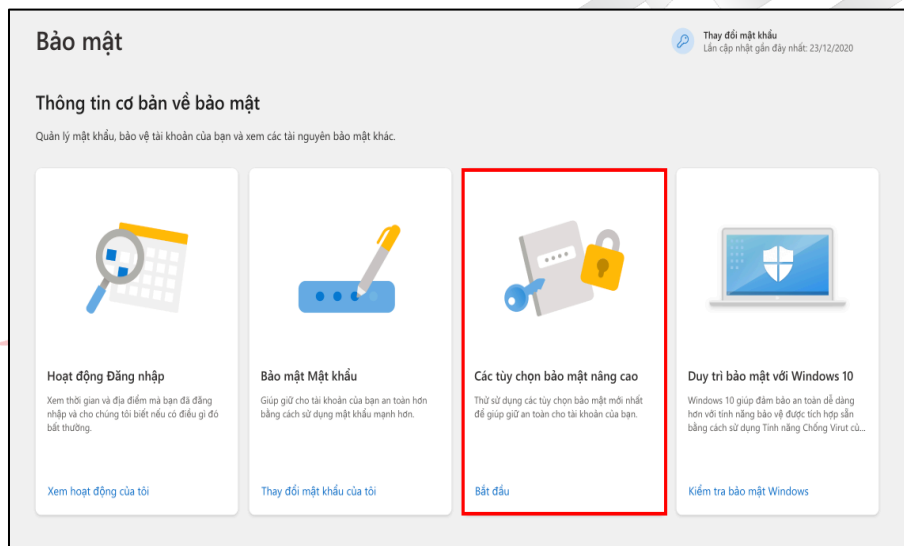 Bảo mật
Thay đổi mật khẩu
Lần cập nhật gần đây nhất: 23/12/2020
Thông tin cơ bản về bảo mật
Quản lý mật khẩu, bảo vệ tài khoản của bạn và xem các tài nguyên bảo mật khác.
Hoạt động Đăng nhập
Xem thời gian và địa điểm mà bạn đã đăng
nhập và cho chúng tôi biết nếu có điều gì đó
bất thường.
Xem hoạt động của tôi
Bảo mật Mật khẩu
Giúp giữ cho tài khoản của bạn an toàn hơn
bằng cách sử dụng mật khẩu mạnh hơn.
Thay đổi mật khẩu của tôi
Các tùy chọn bảo mật nâng cao
Thử sử dụng các tùy chọn bảo mật mới nhất
để giúp giữ an toàn cho tài khoản của bạn.
Bắt đầu
Duy trì bảo mật với Windows 10
Windows 10 giúp đảm bảo an toàn dễ dàng
hơn với tính năng bảo vệ được tích hợp sẵn
bằng cách sử dụng Tính năng Chống Virut củ...
Kiểm tra bảo mật Windows